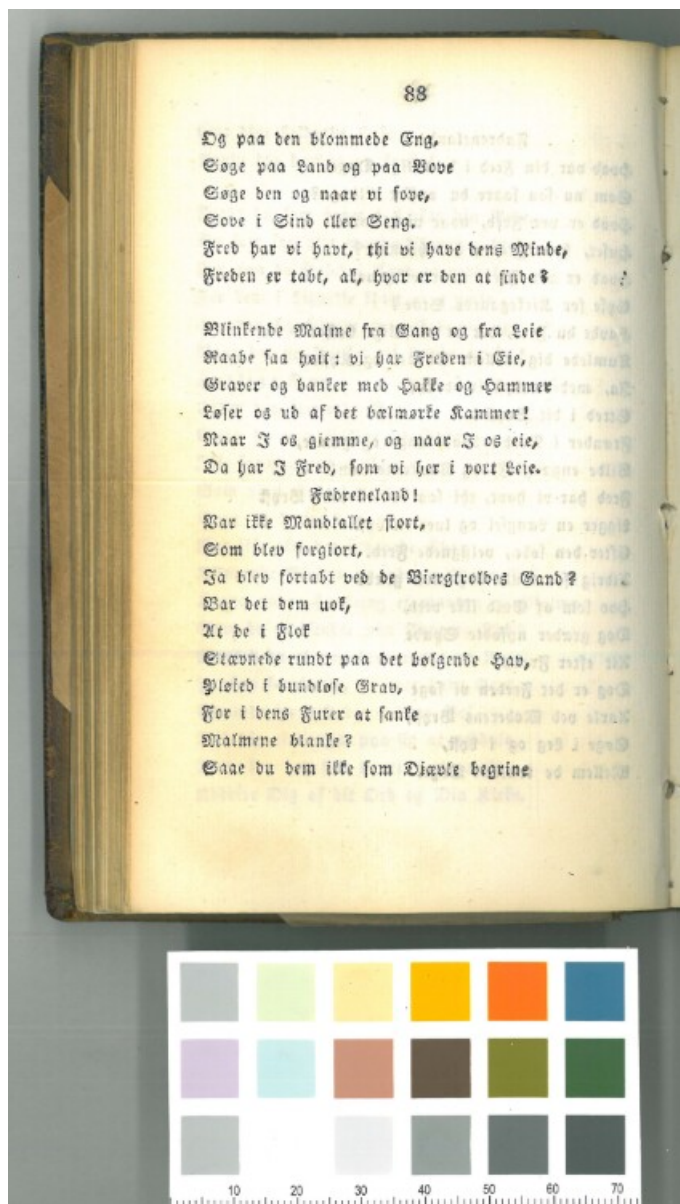 88
Og paa den blommede Eng,
Søge paa Land og paa Vove
Søge den og naar vi sove,
Sove i Sind eller Seng.
Fred har vi havt, thi vi have dens Minde,
Freden er tabt, ak, hvor er den at finde?
Blinkende Malme fra Gang og fra Leie
Raabe saa høit: vi har Freden i Eie,
Graver og banker med Hakke og Hammer
Løser os ud af det bælmørke Kammer!
Naar I os giemme, og naar I os eie,
Da har I Fred, som vi her i vort Leie.
Fædreneland!
Var ikke Mandtallet stort,
Som blev forgiort,
Ja blev fortabt ved de Biergtroldes Gand?
Var det dem uok,
At de i Flok
Stævnede rundt paa det bølgende Hav,
Pløied i bundløse Grav,
For i dens Furer at sanke
Malmene blanke?
Saae du dem ikke som Diævle begrine
10 20 30 40 50 60 70